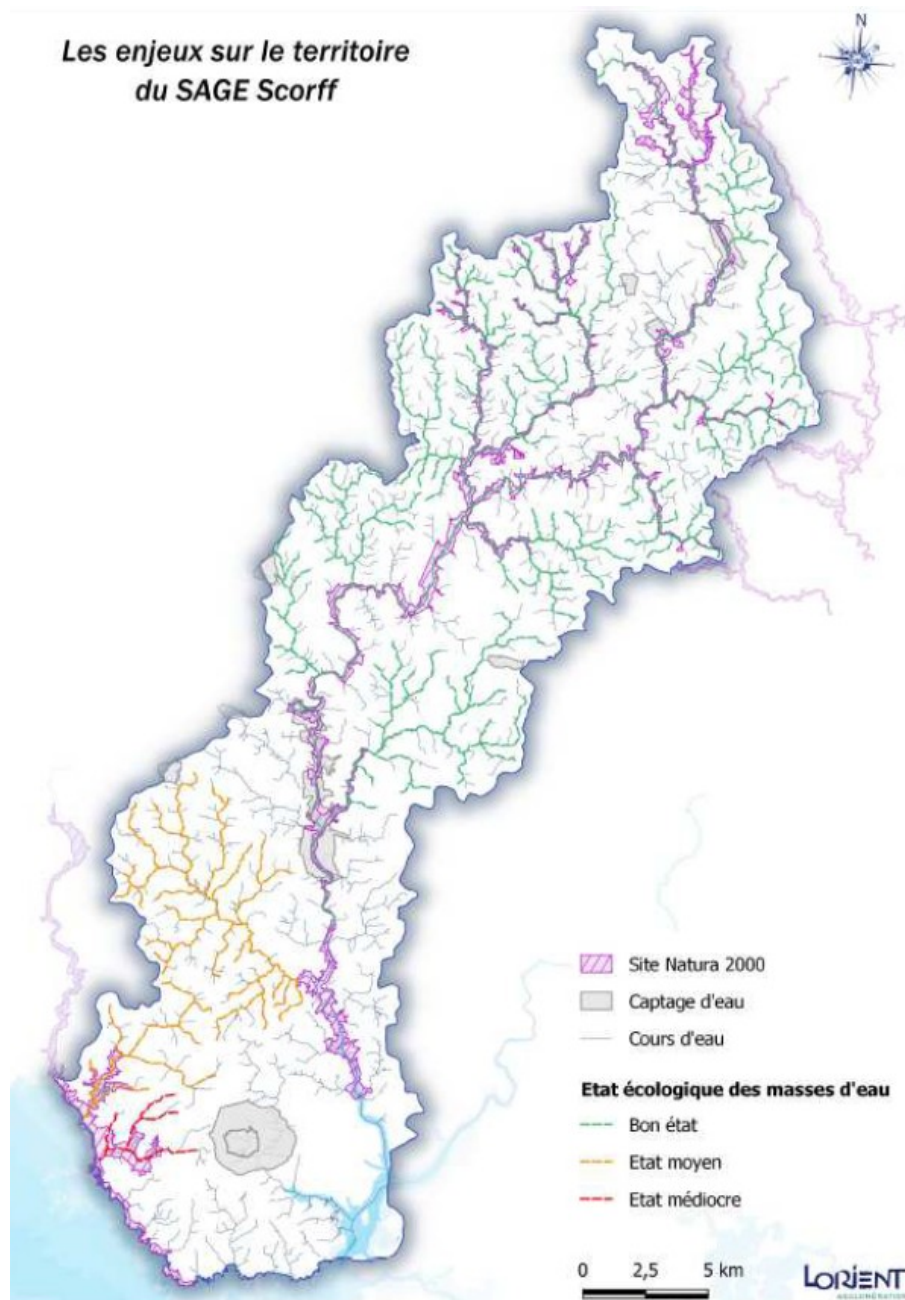 Les enjeux sur le territoire
du SAGE Scorff
N
Site Natura 2000
Captage d'eau
Cours d'eau
Etat écologique des masses d'eau
Bon état
Etat moyen
Etat médiocre
0 2,5 5 km
LORIENT
AGGLOMÉRATION